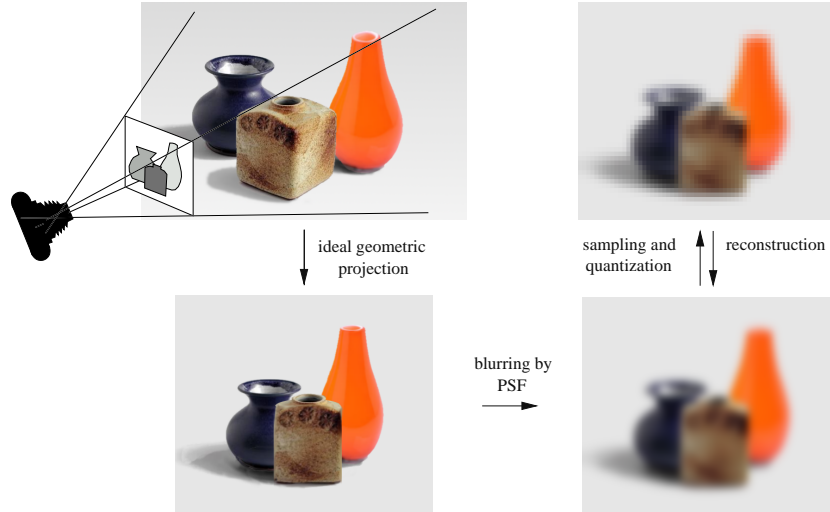 ideal geometric
projection
sampling and
quantization
reconstruction
blurring by
PSF